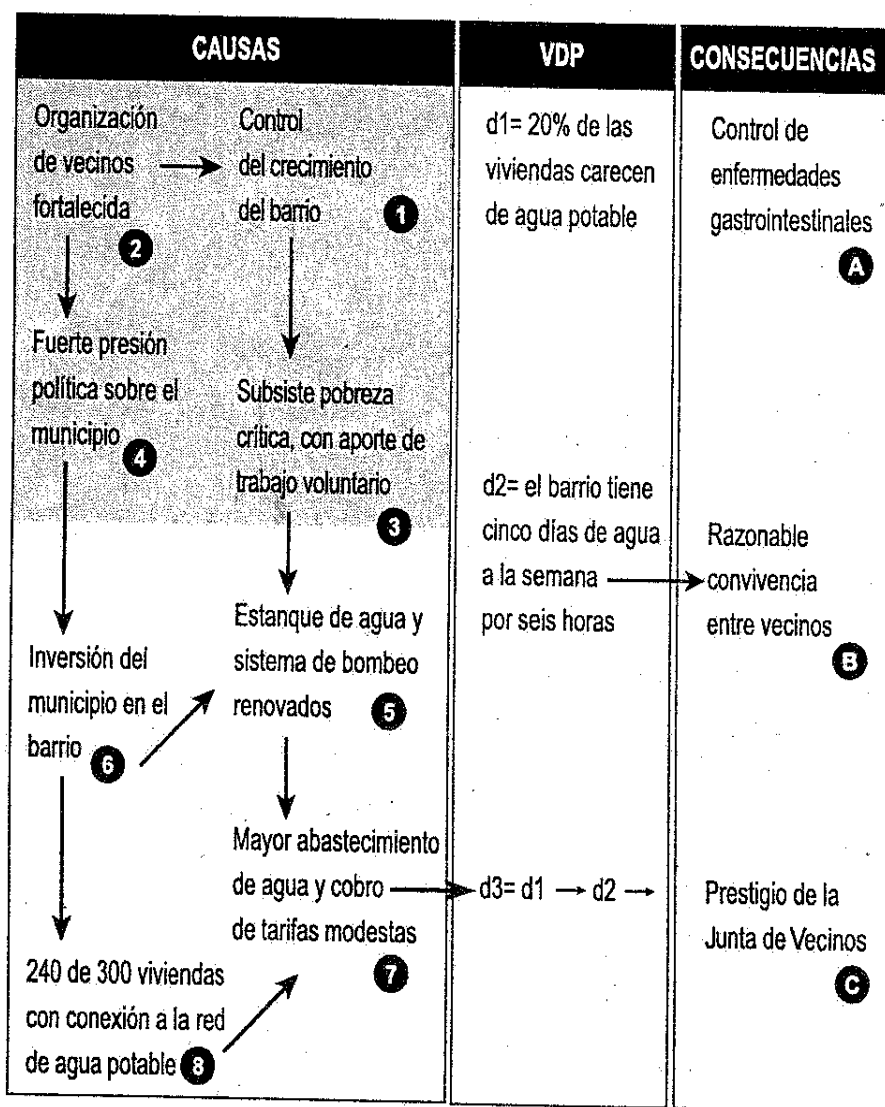 CAUSAS
VDP
CONSECUENCIAS
Organización
de vecinos
fortalecida
2
Control
del crecimiento
del barrio
1
Fuerte presión
política sobre el
municipio
4
Subsiste pobreza
crítica, con aporte de
trabajo voluntario
3
Inversión del
municipio en el
barrio
6
Estanque de agua y
sistema de bombeo
renovados
5
Mayor abastecimiento
de agua y cobro
de tarifas modestas
7
240 de 300 viviendas
con conexión a la red
de agua potable
8
d1= 20% de las
viviendas carecen
de agua potable
d2= el barrio tiene
cinco días de agua
a la semana
por seis horas
d3= d1 → d2 →
Control de
enfermedades
gastrointestinales
A
Razonable
convivencia
entre vecinos
B
Prestigio de la
Junta de Vecinos
C